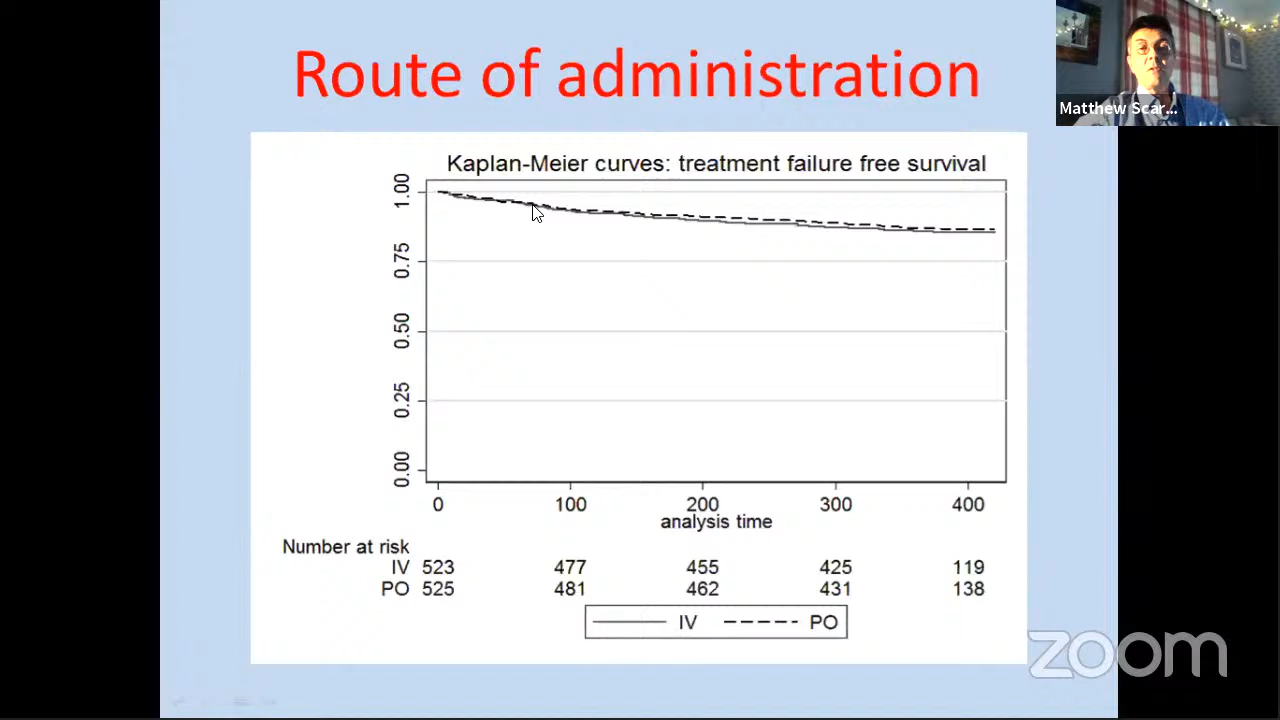 Route of administration
Matthew Scar...
Kaplan-Meier curves: treatment failure free survival
1.00
0.75
0.50
0.25
0.00
0 100 200 300 400
analysis time
Number at risk
IV 523 477 455 425 119
PO 525 481 462 431 138
IV PO
zoom